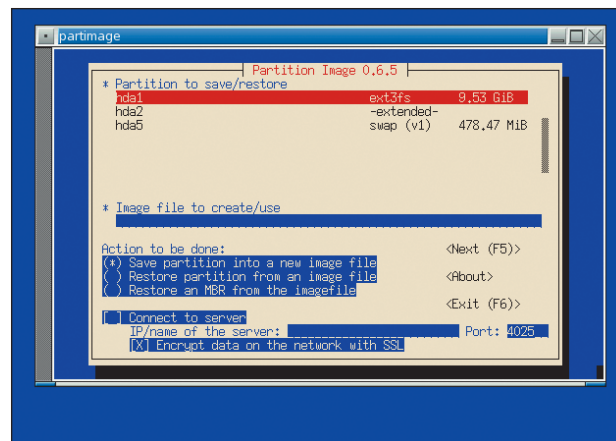 partimage
Partition Image 0.6.5
* Partition to save/restore
hda1 ext3fs 9.53 GiB
hda2 -extended-
hda5 swap (v1) 478.47 MiB
* Image file to create/use
Action to be done: <Next (F5)>
(*) Save partition into a new image file
( ) Restore partition from an image file <About>
( ) Restore an MBR from the imagefile
<Exit (F6)>
[ ] Connect to server
IP/name of the server: Port: 4025
[X] Encrypt data on the network with SSL